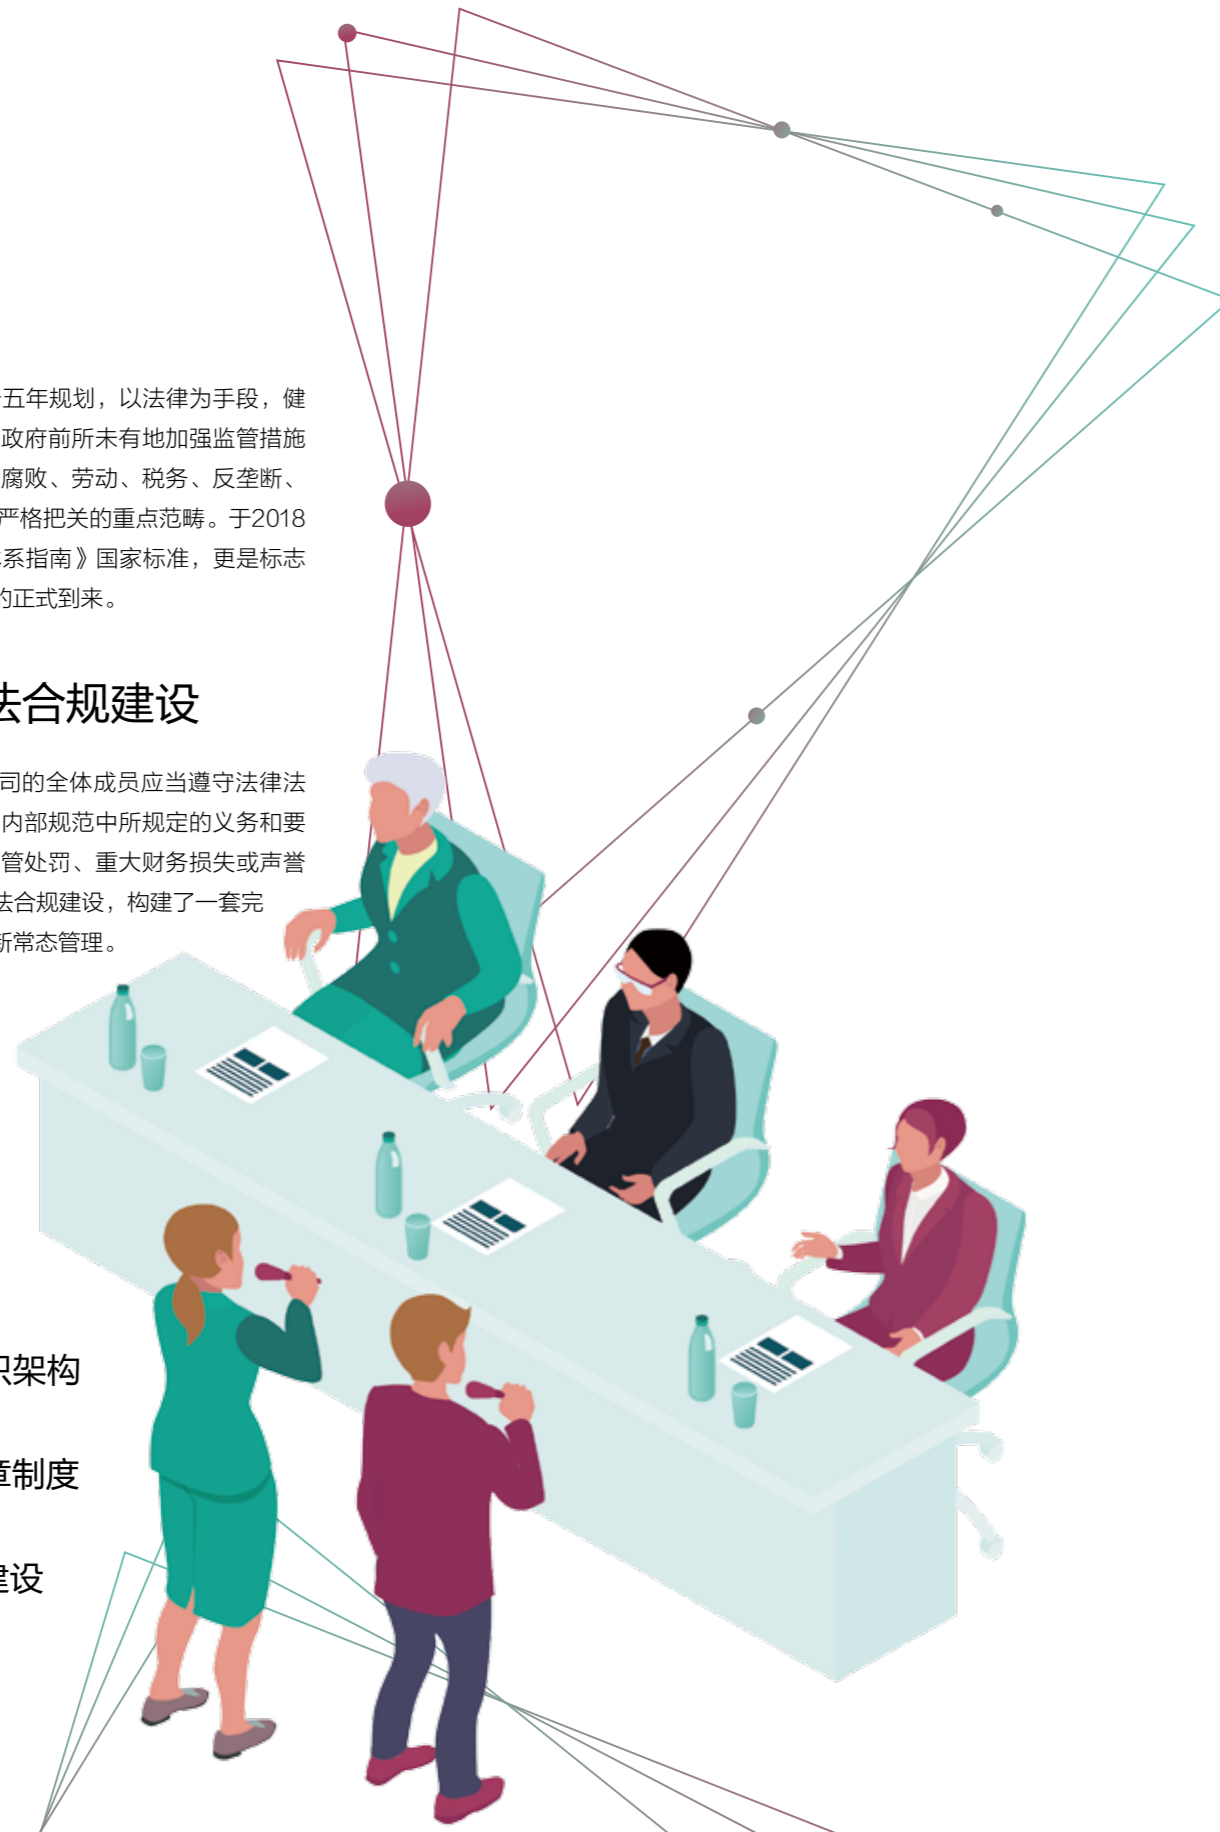 五年规划，以法律为手段，健
政府前所未有地加强监管措施
腐败、劳动、税务、反垄断、
严格把关的重点范畴。于2018
系指南》国家标准，更是标志
的正式到来。
法合规建设
司的全体成员应当遵守法律法
内部规范中所规定的义务和要
管处罚、重大财务损失或声誉
法合规建设，构建了一套完
新常态管理。
织架构
章制度
建设